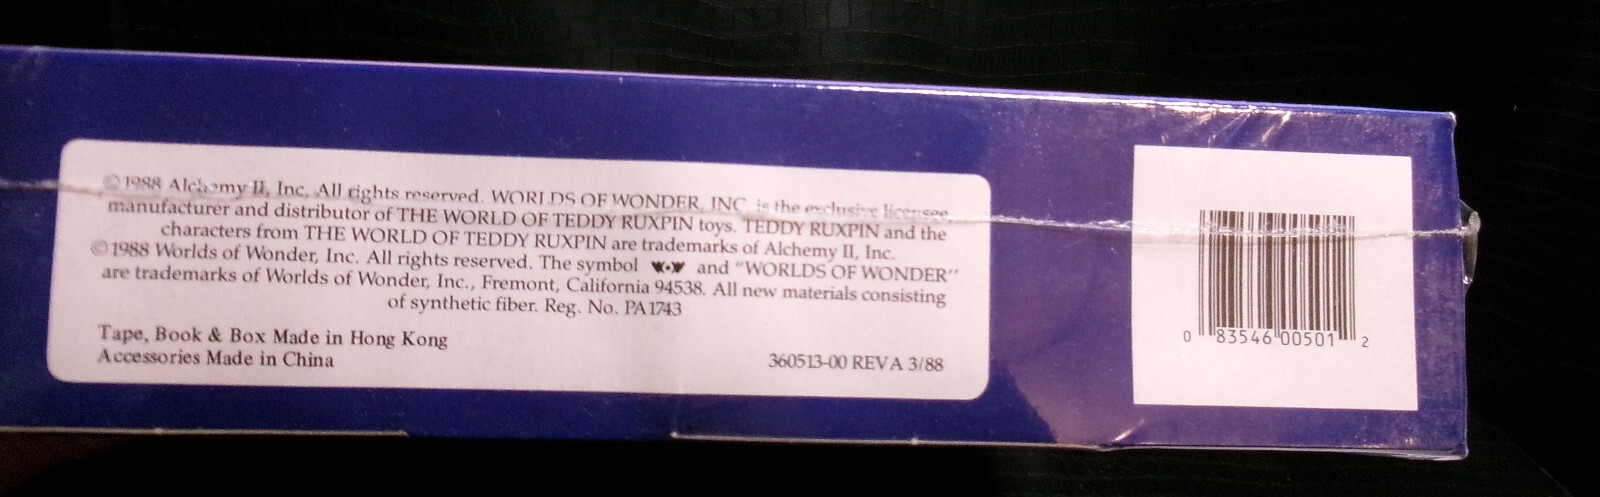 ©1988 Alchemy II, Inc. All rights reserved. WORLDS OF WONDER, INC. is the exclusive licensee,
manufacturer and distributor of THE WORLD OF TEDDY RUXPIN toys. TEDDY RUXPIN and the
characters from THE WORLD OF TEDDY RUXPIN are trademarks of Alchemy II, Inc.
©1988 Worlds of Wonder, Inc. All rights reserved. The symbol W•W and “WORLDS OF WONDER”
are trademarks of Worlds of Wonder, Inc., Fremont, California 94538. All new materials consisting
of synthetic fiber. Reg. No. PA1743
Tape, Book & Box Made in Hong Kong
Accessories Made in China
360513-00 REV A 3/88
0 83546 00501 2